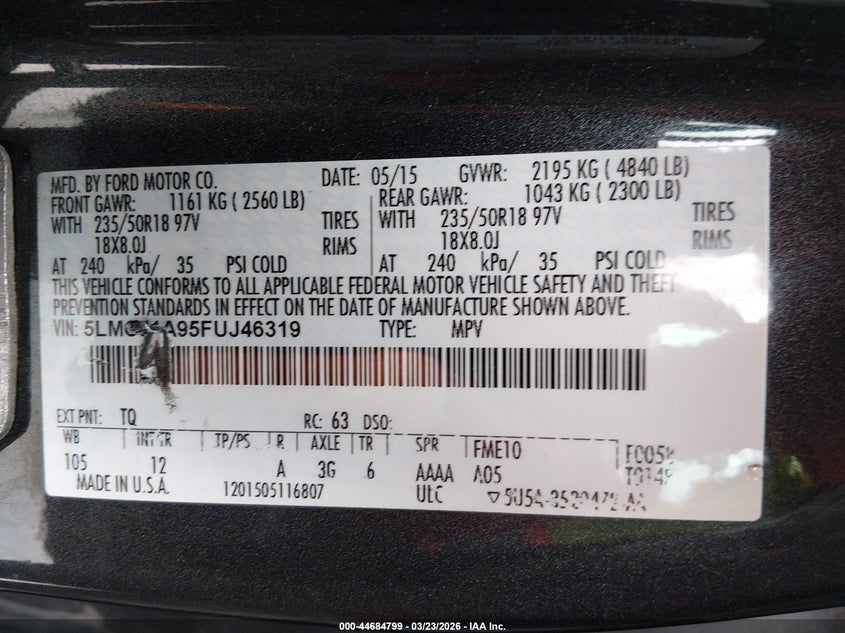 MFD. BY FORD MOTOR CO. DATE: 05/15 GVWR: 2195 KG ( 4840 LB)
FRONT GAWR: 1161 KG ( 2560 LB) REAR GAWR: 1043 KG ( 2300 LB)
WITH 235/50R18 97V TIRES WITH 235/50R18 97V TIRES
18X8.0J RIMS 18X8.0J RIMS
AT 240 kPa/ 35 PSI COLD AT 240 kPa/ 35 PSI COLD
THIS VEHICLE CONFORMS TO ALL APPLICABLE FEDERAL MOTOR VEHICLE SAFETY AND THEFT
PREVENTION STANDARDS IN EFFECT ON THE DATE OF MANUFACTURE SHOWN ABOVE.
VIN: TYPE: MPV
EXT PNT: TQ RC: 63 DSO:
WB INT TR TP/PS R AXLE TR SPR FME10
105 12 A 3G 6 AAAA A05
MADE IN U.S.A. 1201505116807 UTC
000-44684799 — 03/23/2026 — IAA Inc.